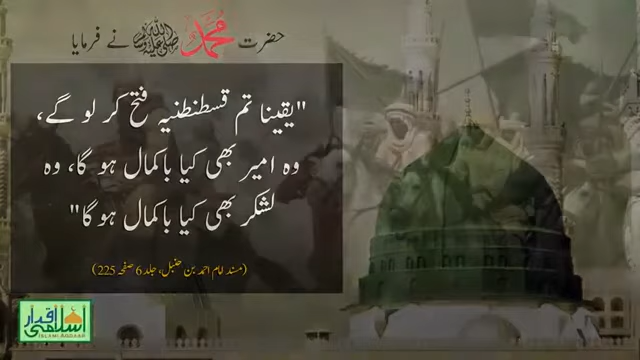 حضرت محمد ﷺ نے فرمایا
"یقینا تم قسطنطنیہ فتح کر لو گے،
وہ امیر بھی کیا باکمال ہو گا، وہ
لشکر بھی کیا باکمال ہو گا"
(مسند امام احمد بن حنبل، جلد 6 صفحہ 225)
اسلامی اقدار
ISLAMI AQDAAR